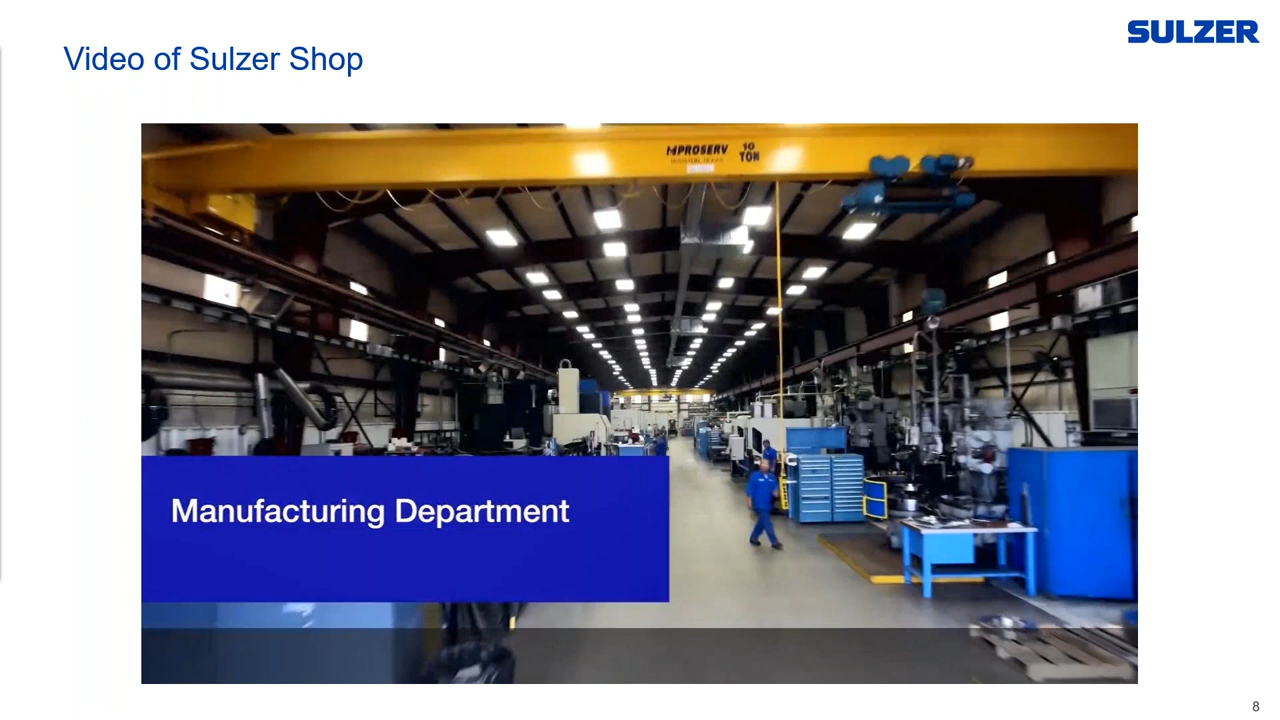 SULZER
Video of Sulzer Shop
PROSERV
10
TON
Manufacturing Department
8